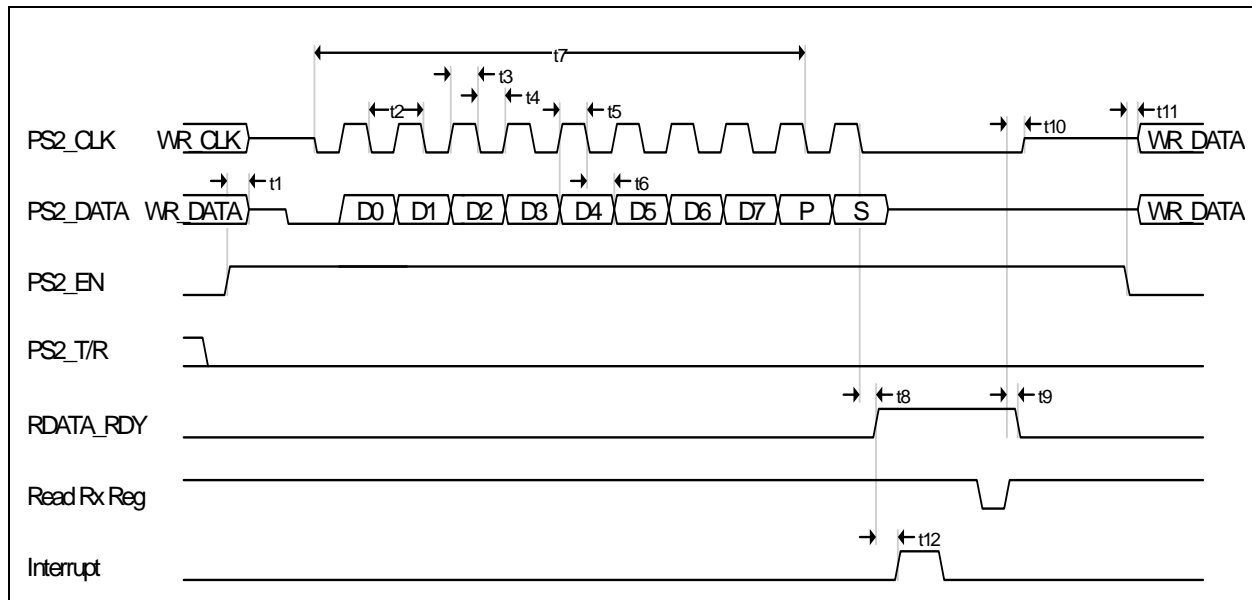 t7
t3
t4
PS2_CLK WR_CLK t2 t5 t10 t11 WR_DATA
t1 t6
PS2_DATA WR_DATA D0 D1 D2 D3 D4 D5 D6 D7 P S WR_DATA
PS2_EN
PS2_T/R
t8 t9
RDATA_RDY
Read Rx Reg
t12
Interrupt